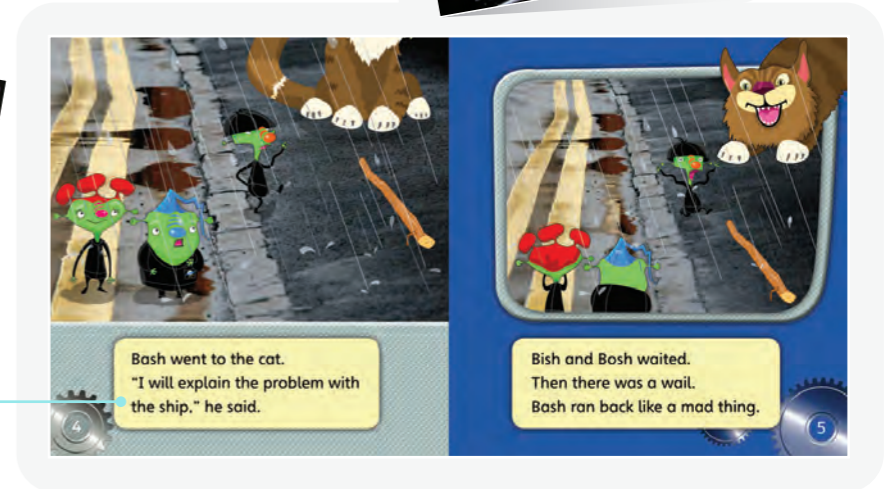 Bash went to the cat.
"I will explain the problem with
the ship," he said.
4
Bish and Bosh waited.
Then there was a wail.
Bash ran back like a mad thing.
5